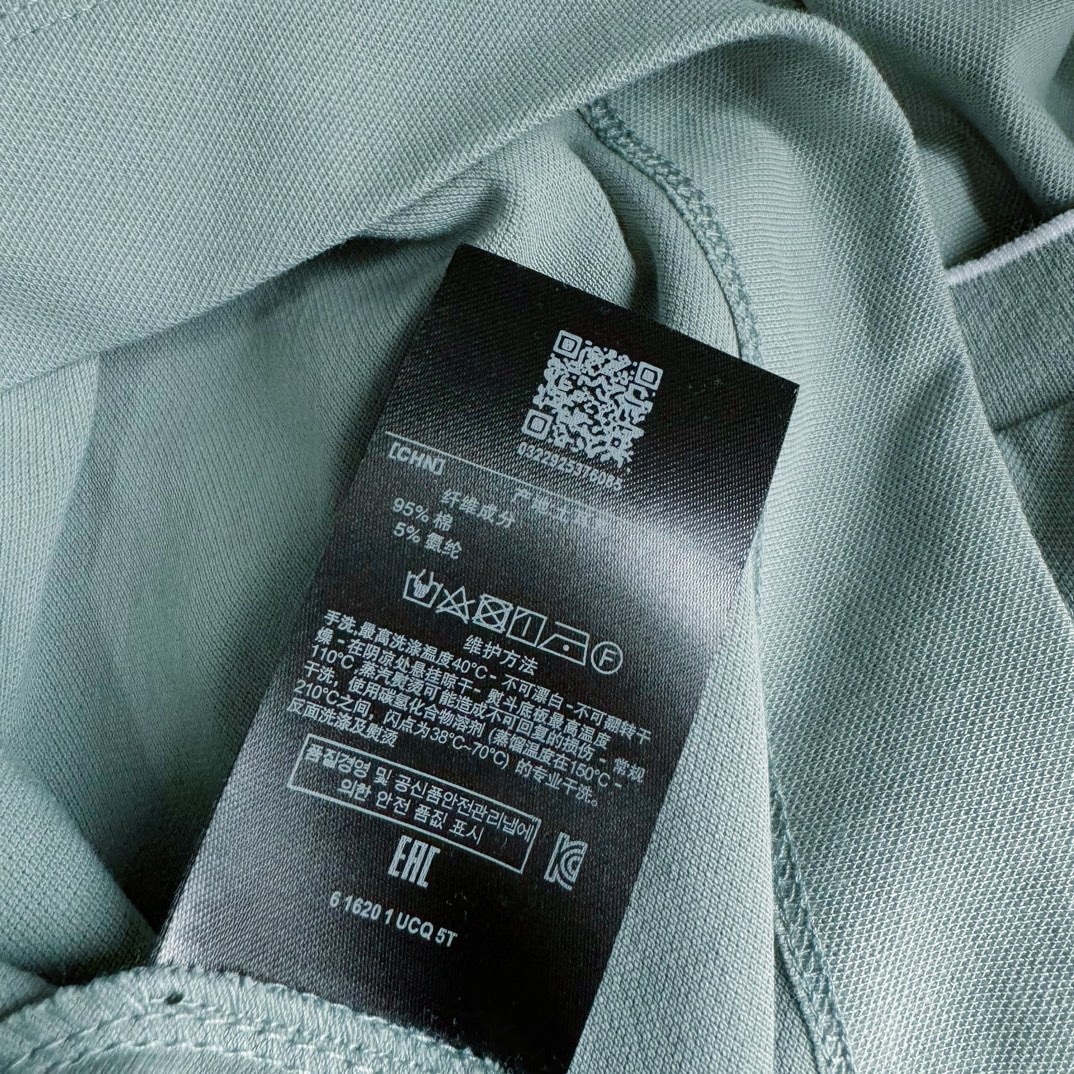 0322925376085
[CHN]
纤维成分
95% 棉
5% 氨纶
F
维护方法
手洗,最高洗涤温度40°C - 不可漂白 - 不可翻转干
燥 - 在阴凉处悬挂晾干 - 熨斗底板最高温度
110°C ,蒸汽熨烫可能造成不可回复的损伤 - 常规
干洗, 使用碳氢化合物溶剂 (蒸馏温度在150°C -
210°C之间, 闪点为38°C-70°C) 的专业干洗。
反面洗涤及熨烫
품질경영 및 공신품안전관리냅에
의한 안전 품질 표시
EAC
6 1620 1 UCQ 5T